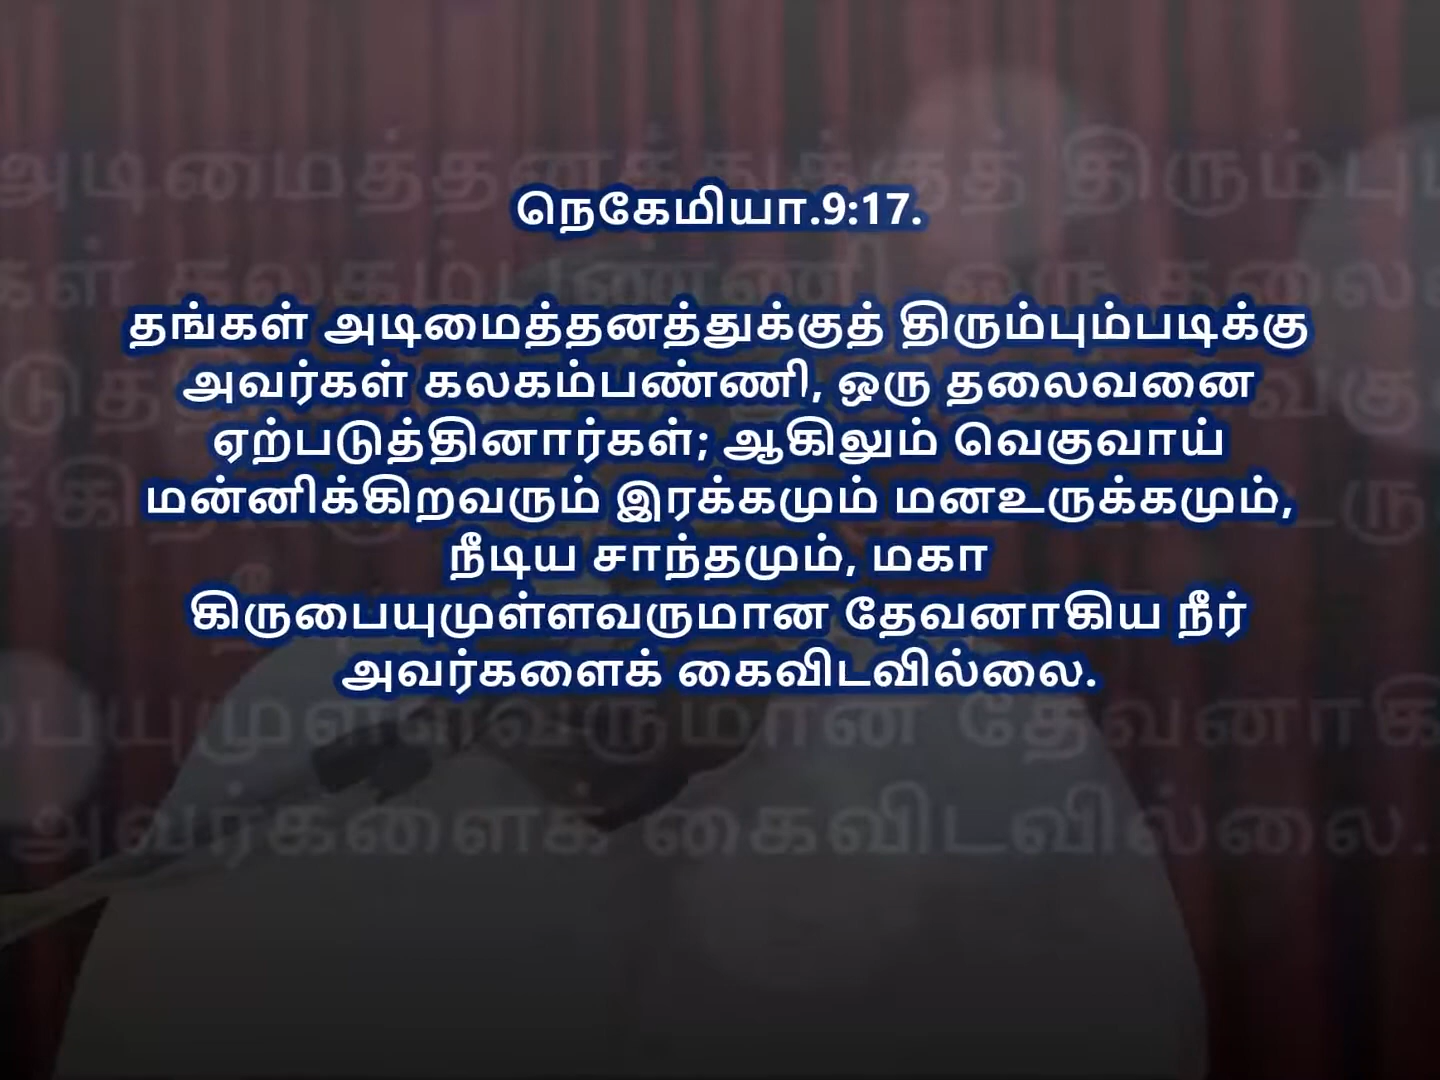 நெகேமியா.9:17.
தங்கள் அடிமைத்தனத்துக்குத் திரும்பும்படிக்கு
அவர்கள் கலகம்பண்ணி, ஒரு தலைவனை
ஏற்படுத்தினார்கள்; ஆகிலும் வெகுவாய்
மன்னிக்கிறவரும் இரக்கமும் மனஉருக்கமும்,
நீடிய சாந்தமும், மகா
கிருபையுமுள்ளவருமான தேவனாகிய நீர்
அவர்களைக் கைவிடவில்லை.